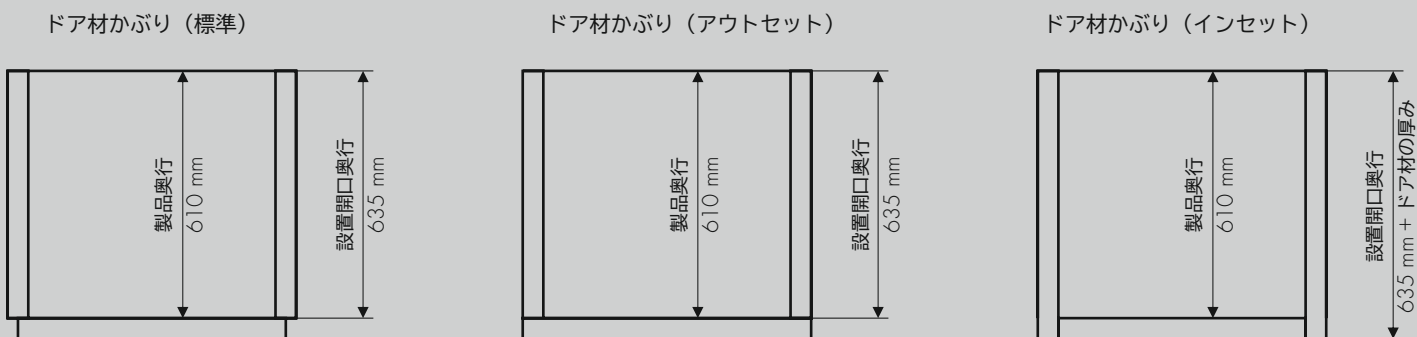 ドア材かぶり（標準）
製品奥行
610 mm
設置開口奥行
635 mm
ドア材かぶり（アウトセット）
製品奥行
610 mm
設置開口奥行
635 mm
ドア材かぶり（インセット）
製品奥行
610 mm
設置開口奥行
635 mm + ドア材の厚み